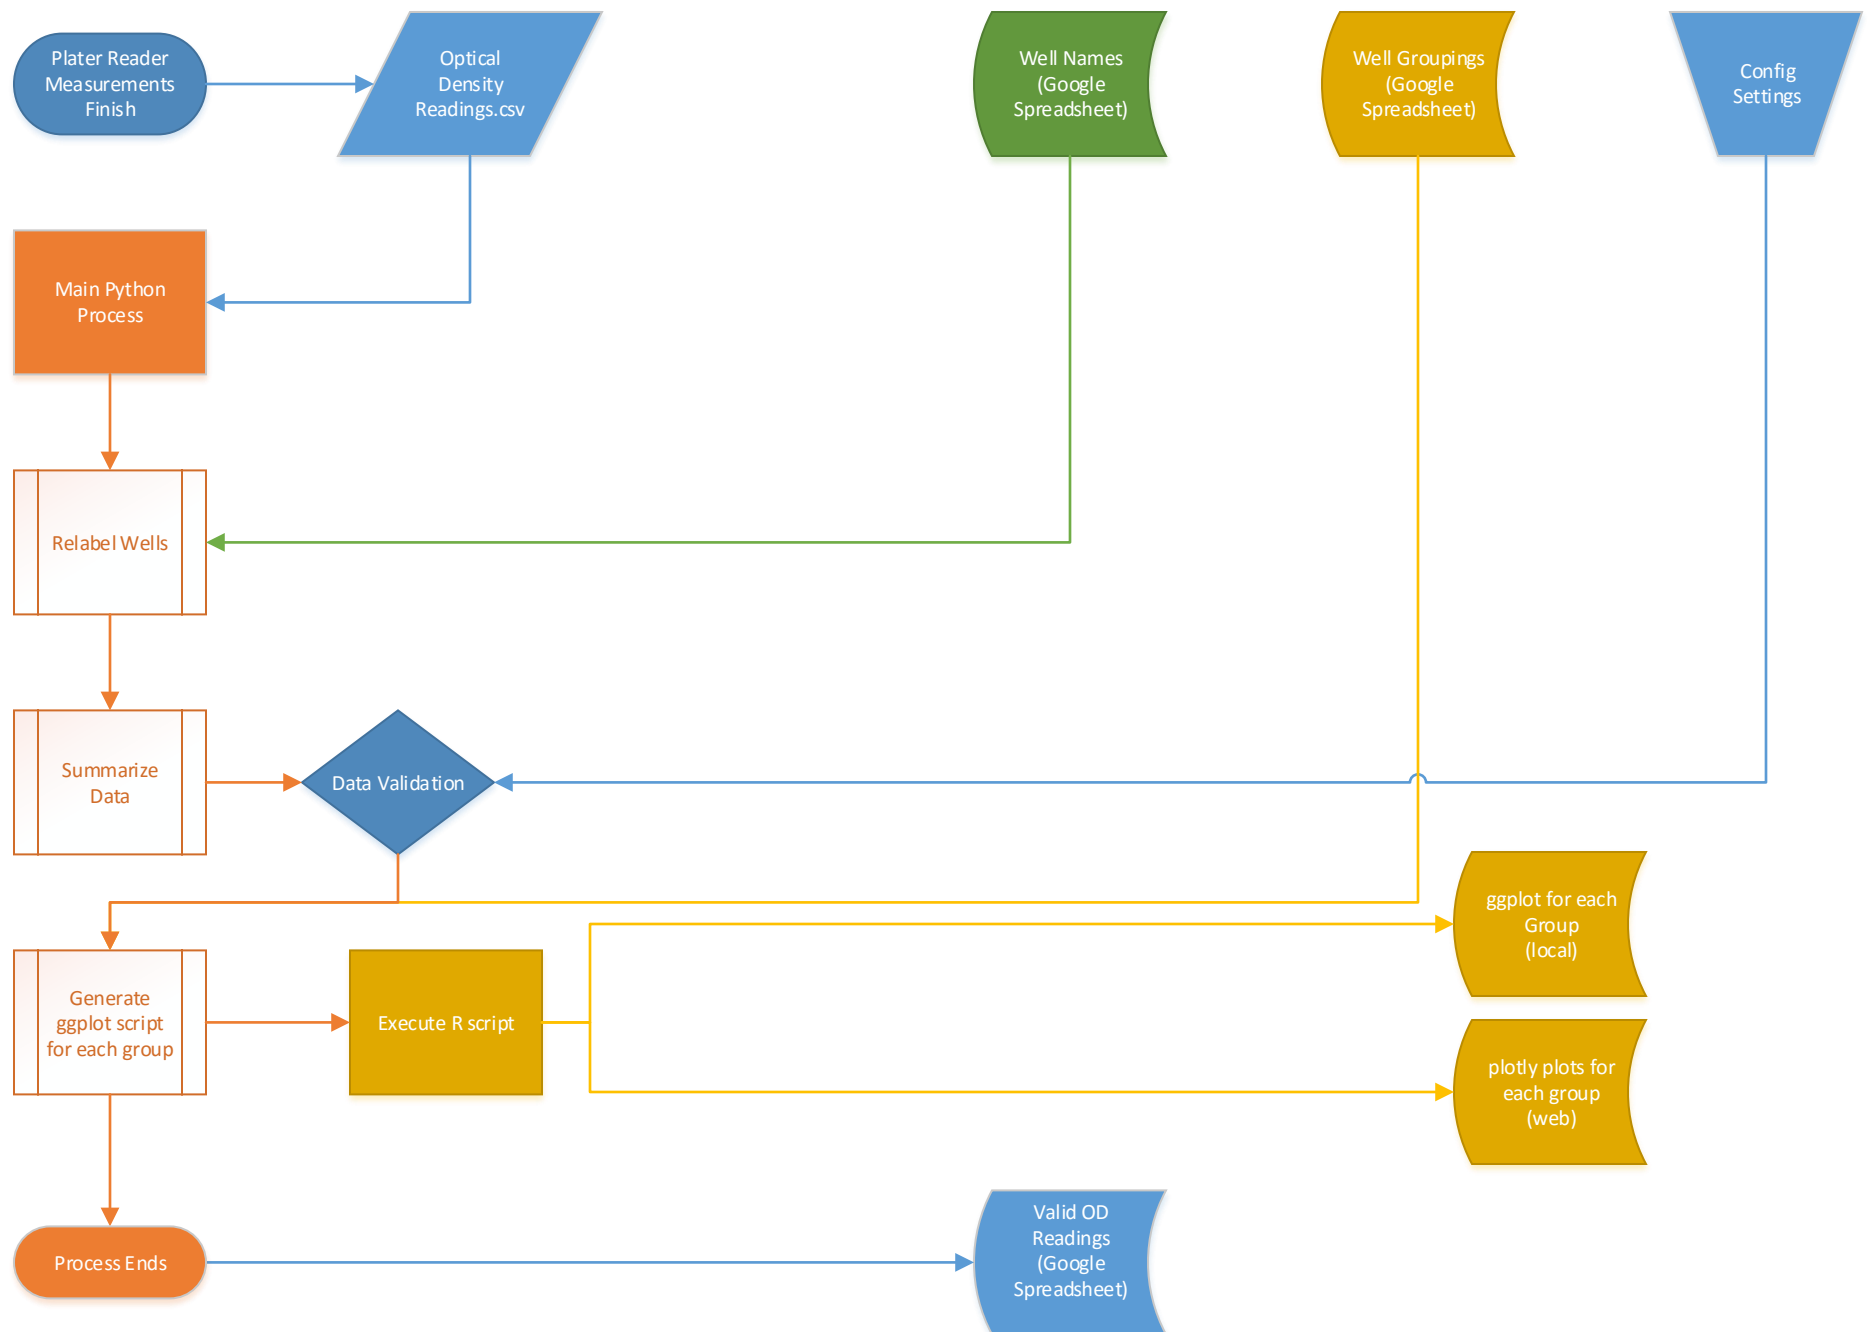 Plater Reader
Measurements
Finish
Optical
Density
Readings.csv
Well Names
(Google
Spreadsheet)
Well Groupings
(Google
Spreadsheet)
Config
Settings
Main Python
Process
Relabel Wells
Summarize
Data
Data Validation
ggplot for each
Group
(local)
Generate
ggplot script
for each group
Execute R script
plotly plots for
each group
(web)
Valid OD
Readings
(Google
Spreadsheet)
Process Ends